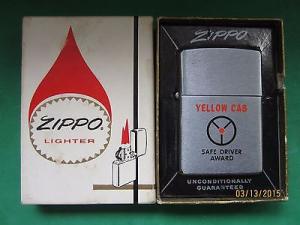 ZIPPO.
LIGHTER
ZIPPO
YELLOW CAB
SAFE DRIVER
AWARD
UNCONDITIONALLY
GUARANTEED
03/13/2015